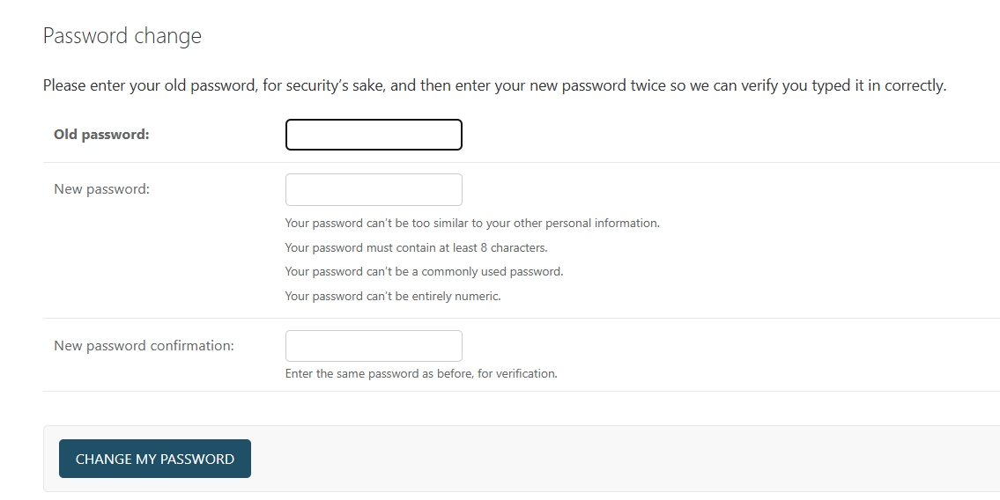 Password change
Please enter your old password, for security’s sake, and then enter your new password twice so we can verify you typed it in correctly.
Old password:
New password:
Your password can’t be too similar to your other personal information.
Your password must contain at least 8 characters.
Your password can’t be a commonly used password.
Your password can’t be entirely numeric.
New password confirmation:
Enter the same password as before, for verification.
CHANGE MY PASSWORD